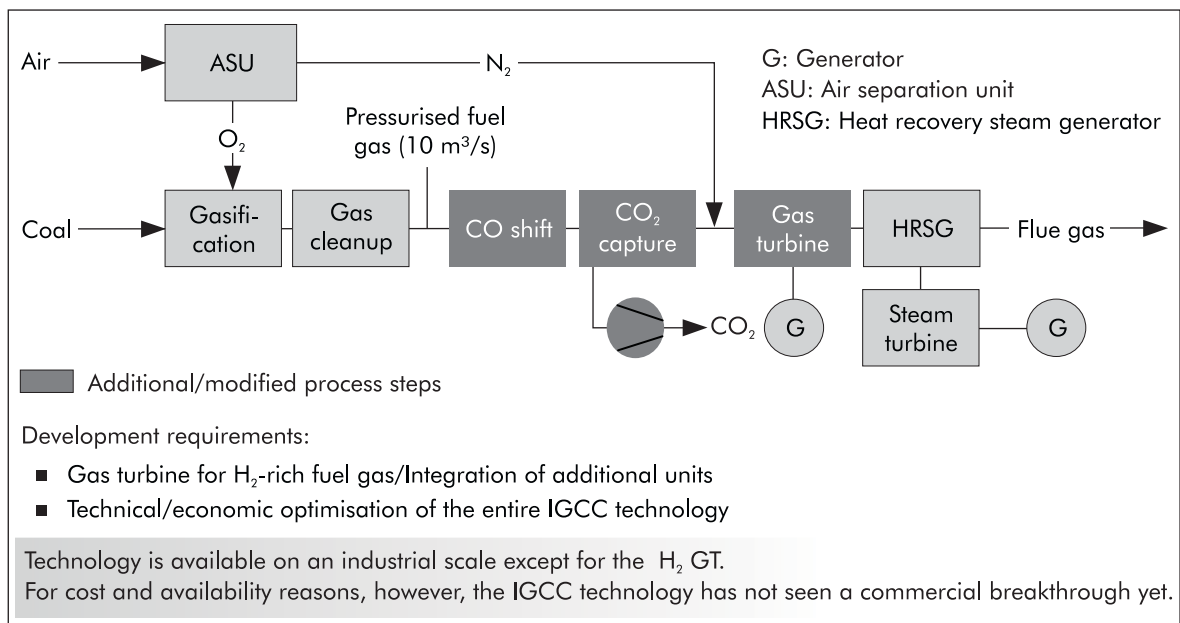 Air
ASU
N₂
G: Generator
ASU: Air separation unit
HRSG: Heat recovery steam generator
O₂
Pressurised fuel
gas (10 m³/s)
Coal
Gasifi-
cation
Gas
cleanup
CO shift
CO₂
capture
Gas
turbine
HRSG
Flue gas
CO₂
G
Steam
turbine
G
Additional/modified process steps
Development requirements:
■ Gas turbine for H₂-rich fuel gas/Integration of additional units
■ Technical/economic optimisation of the entire IGCC technology
Technology is available on an industrial scale except for the H₂ GT.
For cost and availability reasons, however, the IGCC technology has not seen a commercial breakthrough yet.